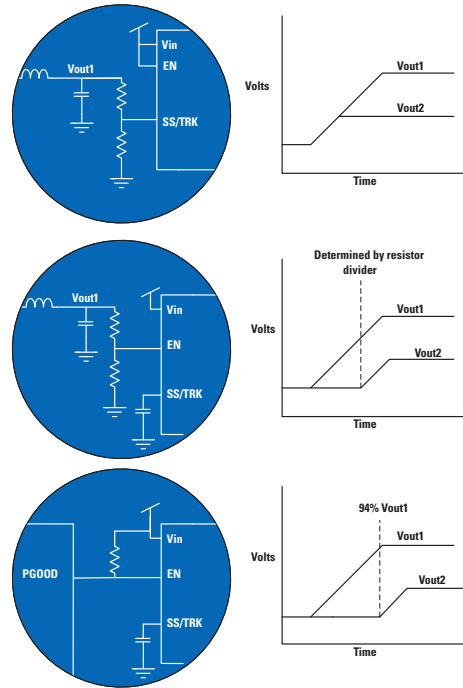 Vin
EN
Vout1
SS/TRK
Volts
Vout1
Vout2
Time
Vout1
Vin
EN
SS/TRK
Determined by resistor
divider
Volts
Vout1
Vout2
Time
PGOOD
Vin
EN
SS/TRK
94% Vout1
Volts
Vout1
Vout2
Time